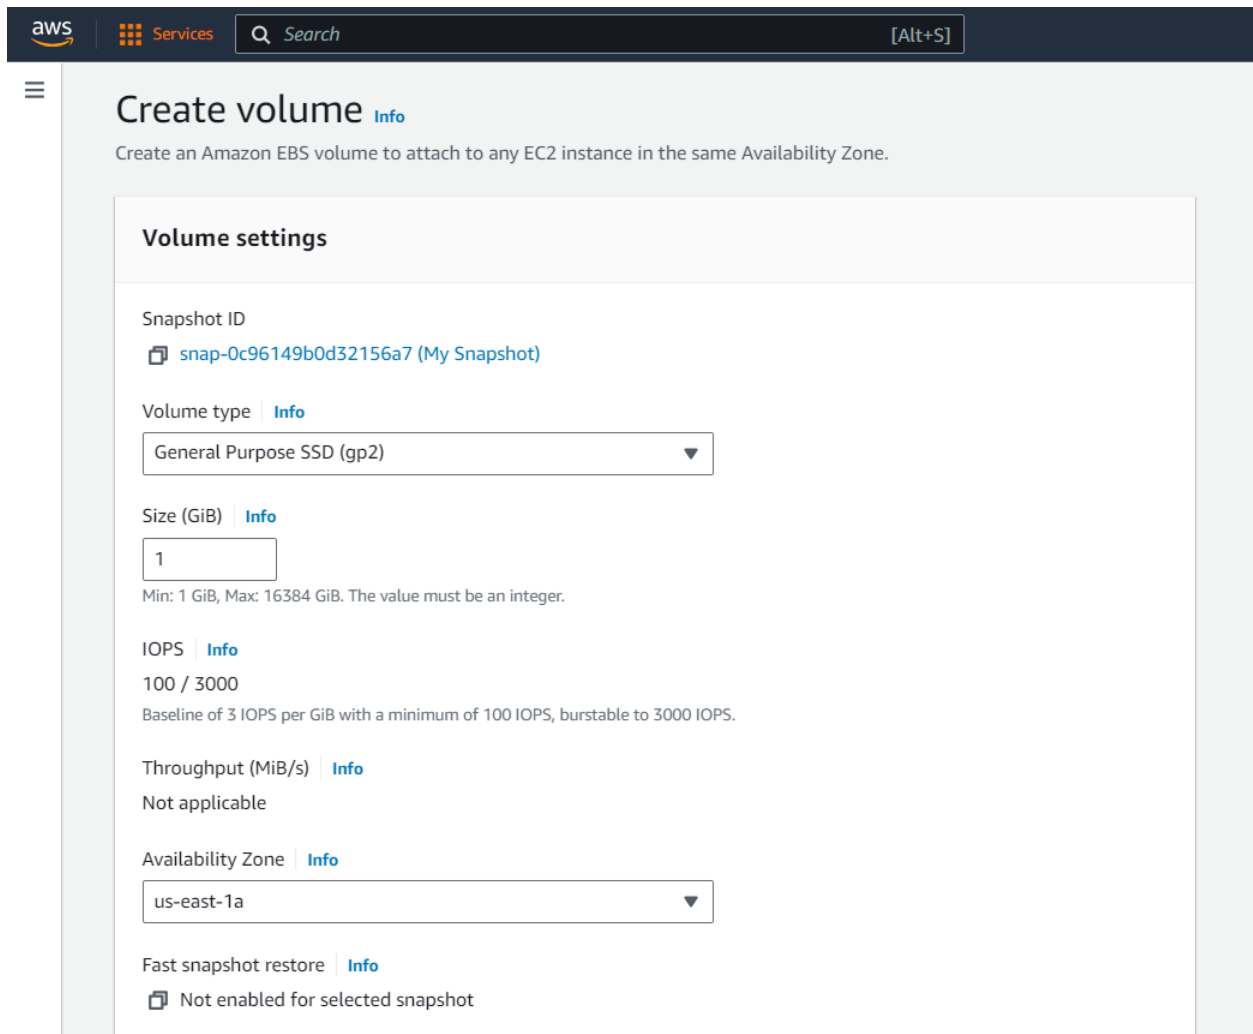 aws Services Search [Alt+S]
Create volume Info
Create an Amazon EBS volume to attach to any EC2 instance in the same Availability Zone.
Volume settings
Snapshot ID
snap-0c96149b0d32156a7 (My Snapshot)
Volume type Info
General Purpose SSD (gp2)
Size (GiB) Info
1
Min: 1 GiB, Max: 16384 GiB. The value must be an integer.
IOPS Info
100 / 3000
Baseline of 3 IOPS per GiB with a minimum of 100 IOPS, burstable to 3000 IOPS.
Throughput (MiB/s) Info
Not applicable
Availability Zone Info
us-east-1a
Fast snapshot restore Info
Not enabled for selected snapshot